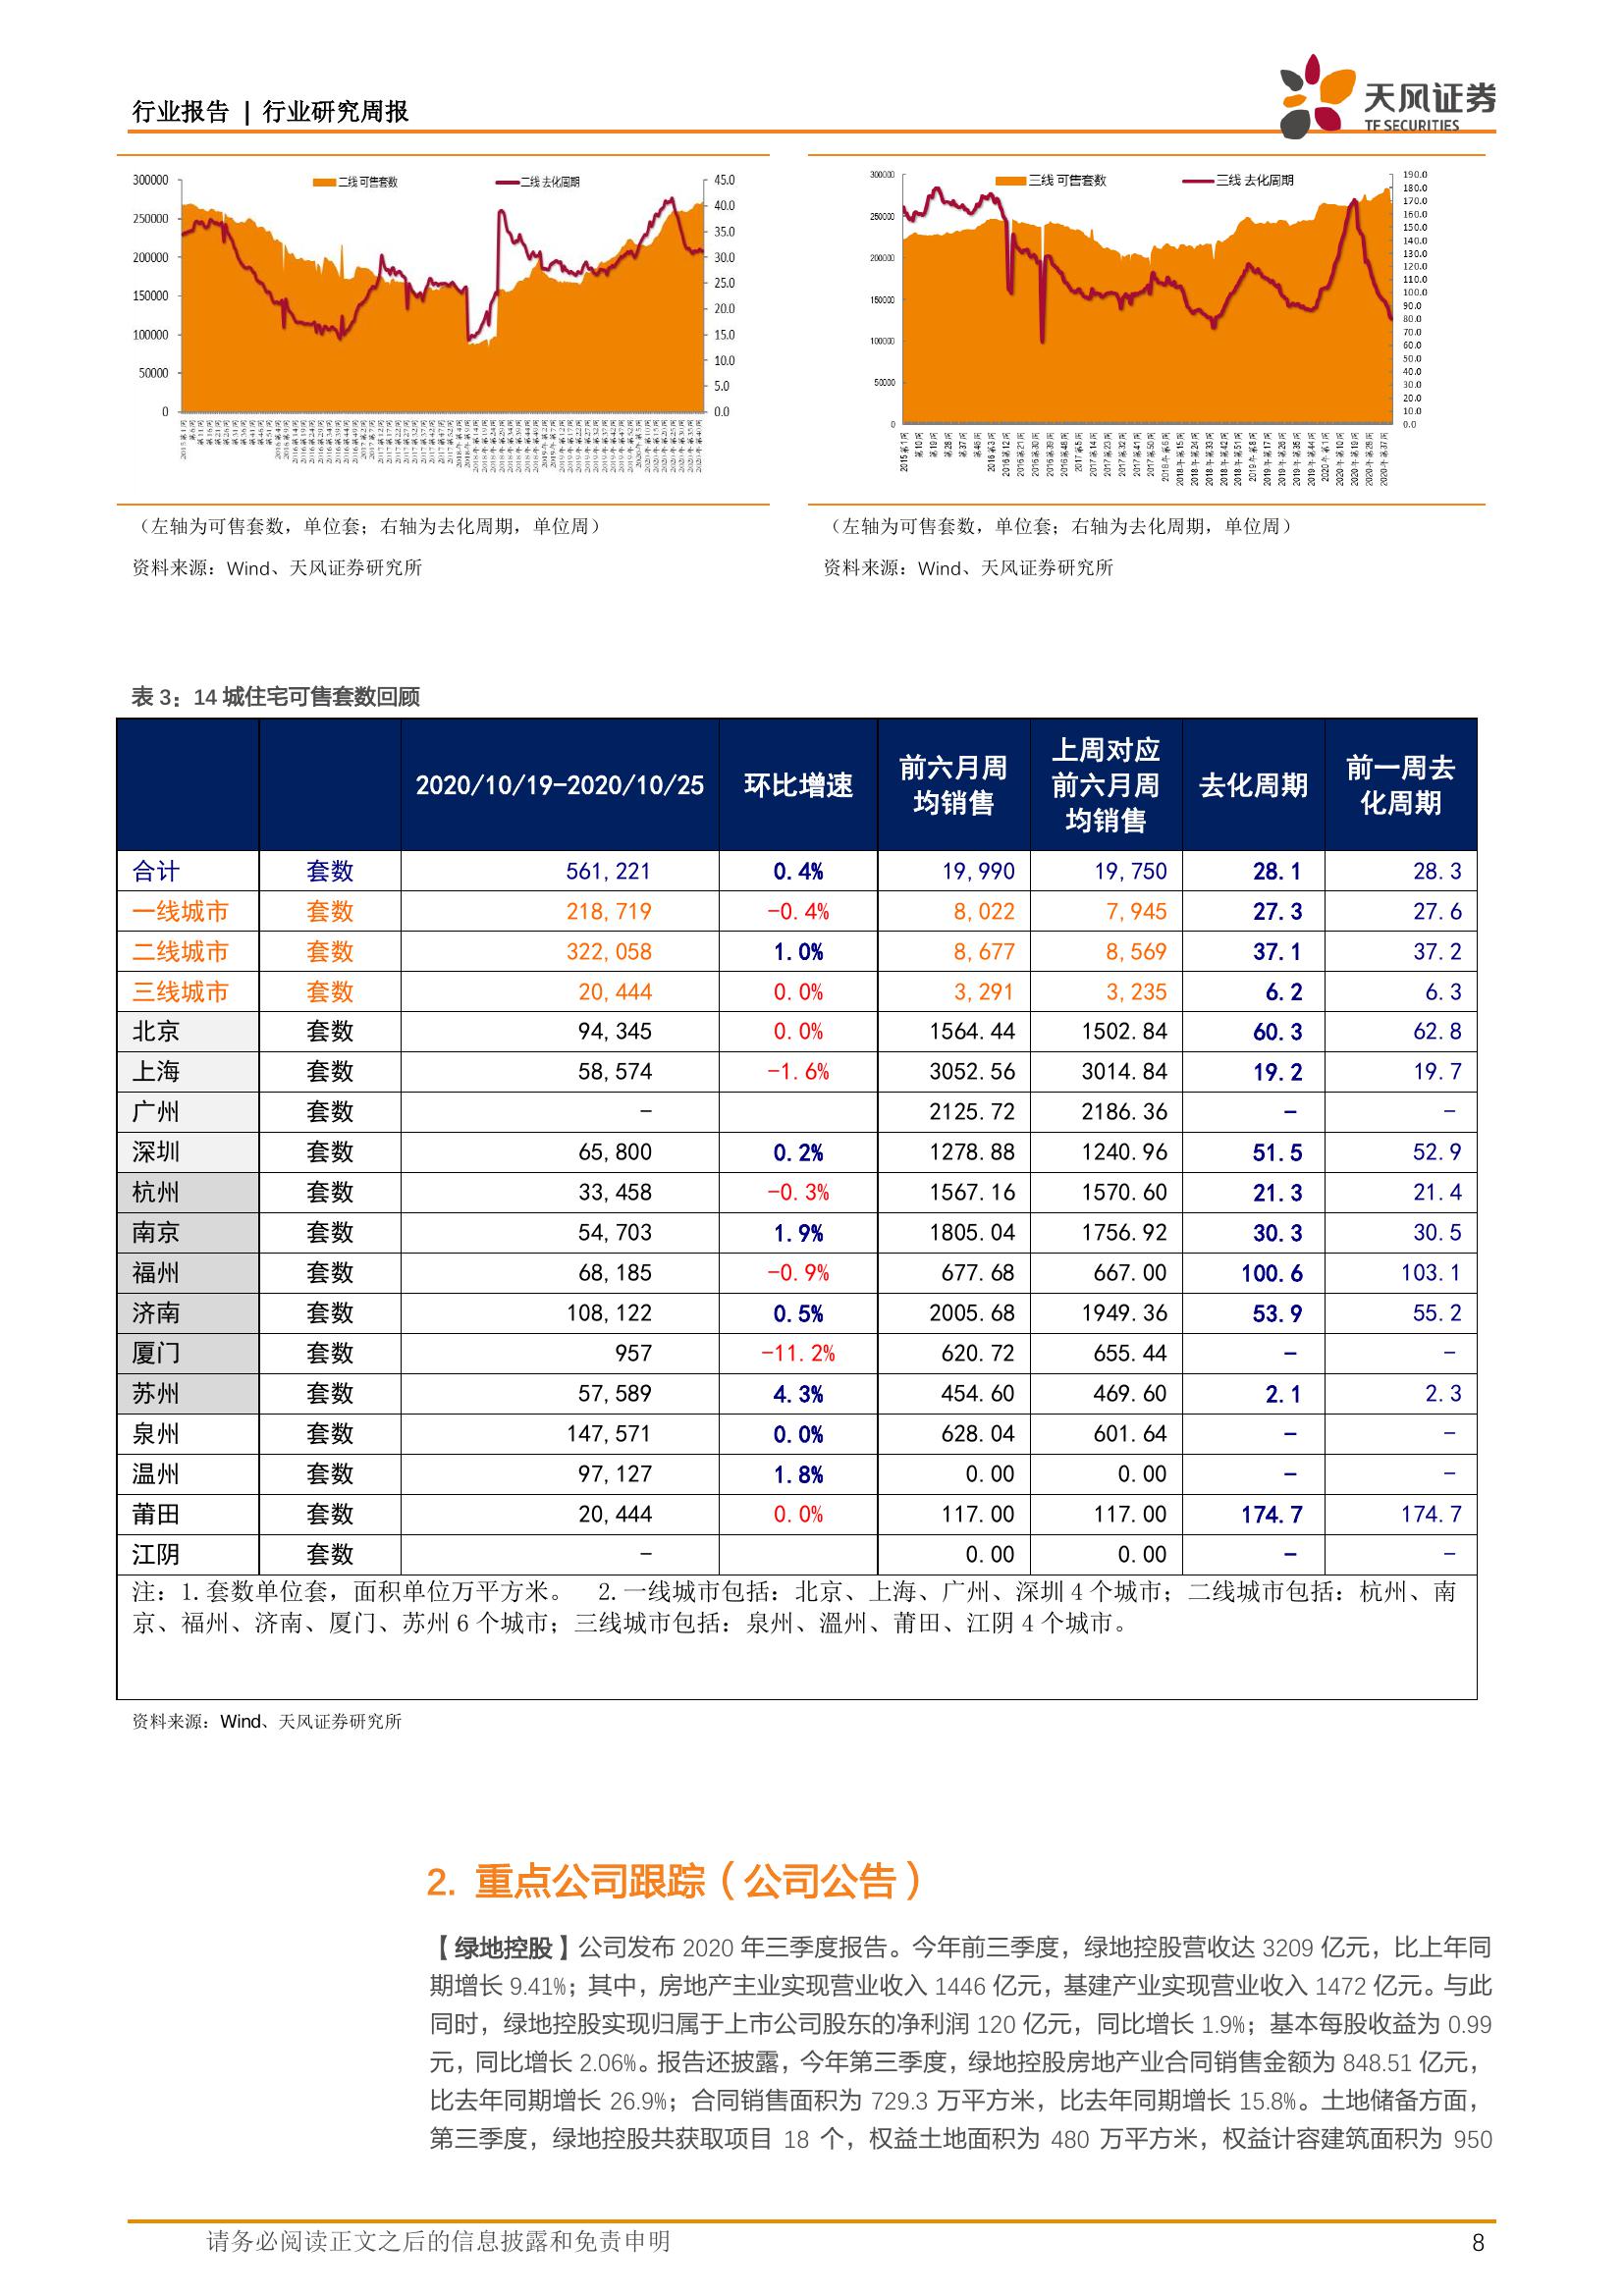 行业报告 | 行业研究周报
天风证券
TF SECURITIES
二线 可售套数 二线 去化周期
300000
250000
200000
150000
100000
50000
0
45.0
40.0
35.0
30.0
25.0
20.0
15.0
10.0
5.0
0.0
三线 可售套数 三线 去化周期
300000
250000
200000
150000
100000
50000
0
190.0
180.0
170.0
160.0
150.0
140.0
130.0
120.0
110.0
100.0
90.0
80.0
70.0
60.0
50.0
40.0
30.0
20.0
10.0
0.0
(左轴为可售套数,单位套;右轴为去化周期,单位周)
资料来源:Wind、天风证券研究所
(左轴为可售套数,单位套;右轴为去化周期,单位周)
资料来源:Wind、天风证券研究所
表 3:14 城住宅可售套数回顾
2020/10/19-2020/10/25 环比增速 前六月周均销售 上周对应前六月周均销售 去化周期 前一周去化周期
合计 套数 561,221 0.4% 19,990 19,750 28.1 28.3
一线城市 套数 218,719 -0.4% 8,022 7,945 27.3 27.6
二线城市 套数 322,058 1.0% 8,677 8,569 37.1 37.2
三线城市 套数 20,444 0.0% 3,291 3,235 6.2 6.3
北京 套数 94,345 0.0% 1564.44 1502.84 60.3 62.8
上海 套数 58,574 -1.6% 3052.56 3014.84 19.2 19.7
广州 套数 - 2125.72 2186.36 - -
深圳 套数 65,800 0.2% 1278.88 1240.96 51.5 52.9
杭州 套数 33,458 -0.3% 1567.16 1570.60 21.3 21.4
南京 套数 54,703 1.9% 1805.04 1756.92 30.3 30.5
福州 套数 68,185 -0.9% 677.68 667.00 100.6 103.1
济南 套数 108,122 0.5% 2005.68 1949.36 53.9 55.2
厦门 套数 957 -11.2% 620.72 655.44 - -
苏州 套数 57,589 4.3% 454.60 469.60 2.1 2.3
泉州 套数 147,571 0.0% 628.04 601.64 - -
温州 套数 97,127 1.8% 0.00 0.00 - -
莆田 套数 20,444 0.0% 117.00 117.00 174.7 174.7
江阴 套数 - 0.00 0.00 - -
注:1.套数单位套,面积单位万平方米。 2.一线城市包括:北京、上海、广州、深圳 4 个城市;二线城市包括:杭州、南
京、福州、济南、厦门、苏州 6 个城市;三线城市包括:泉州、溫州、莆田、江阴 4 个城市。
资料来源:Wind、天风证券研究所
2. 重点公司跟踪(公司公告)
【绿地控股】公司发布 2020 年三季度报告。今年前三季度,绿地控股营收达 3209 亿元,比上年同
期增长 9.41%;其中,房地产主业实现营业收入 1446 亿元,基建产业实现营业收入 1472 亿元。与此
同时,绿地控股实现归属于上市公司股东的净利润 120 亿元,同比增长 1.9%;基本每股收益为 0.99
元,同比增长 2.06%。报告还披露,今年第三季度,绿地控股房地产业合同销售金额为 848.51 亿元,
比去年同期增长 26.9%;合同销售面积为 729.3 万平方米,比去年同期增长 15.8%。土地储备方面,
第三季度,绿地控股共获取项目 18 个,权益土地面积为 480 万平方米,权益计容建筑面积为 950
请务必阅读正文之后的信息披露和免责申明 8